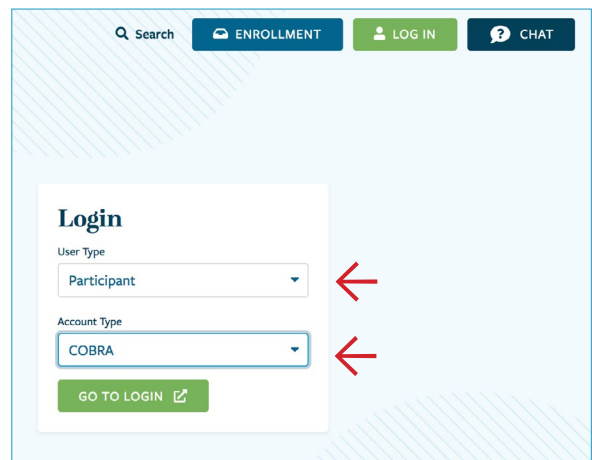 Search ENROLLMENT LOG IN CHAT
Login
User Type
Participant
Account Type
COBRA
GO TO LOGIN